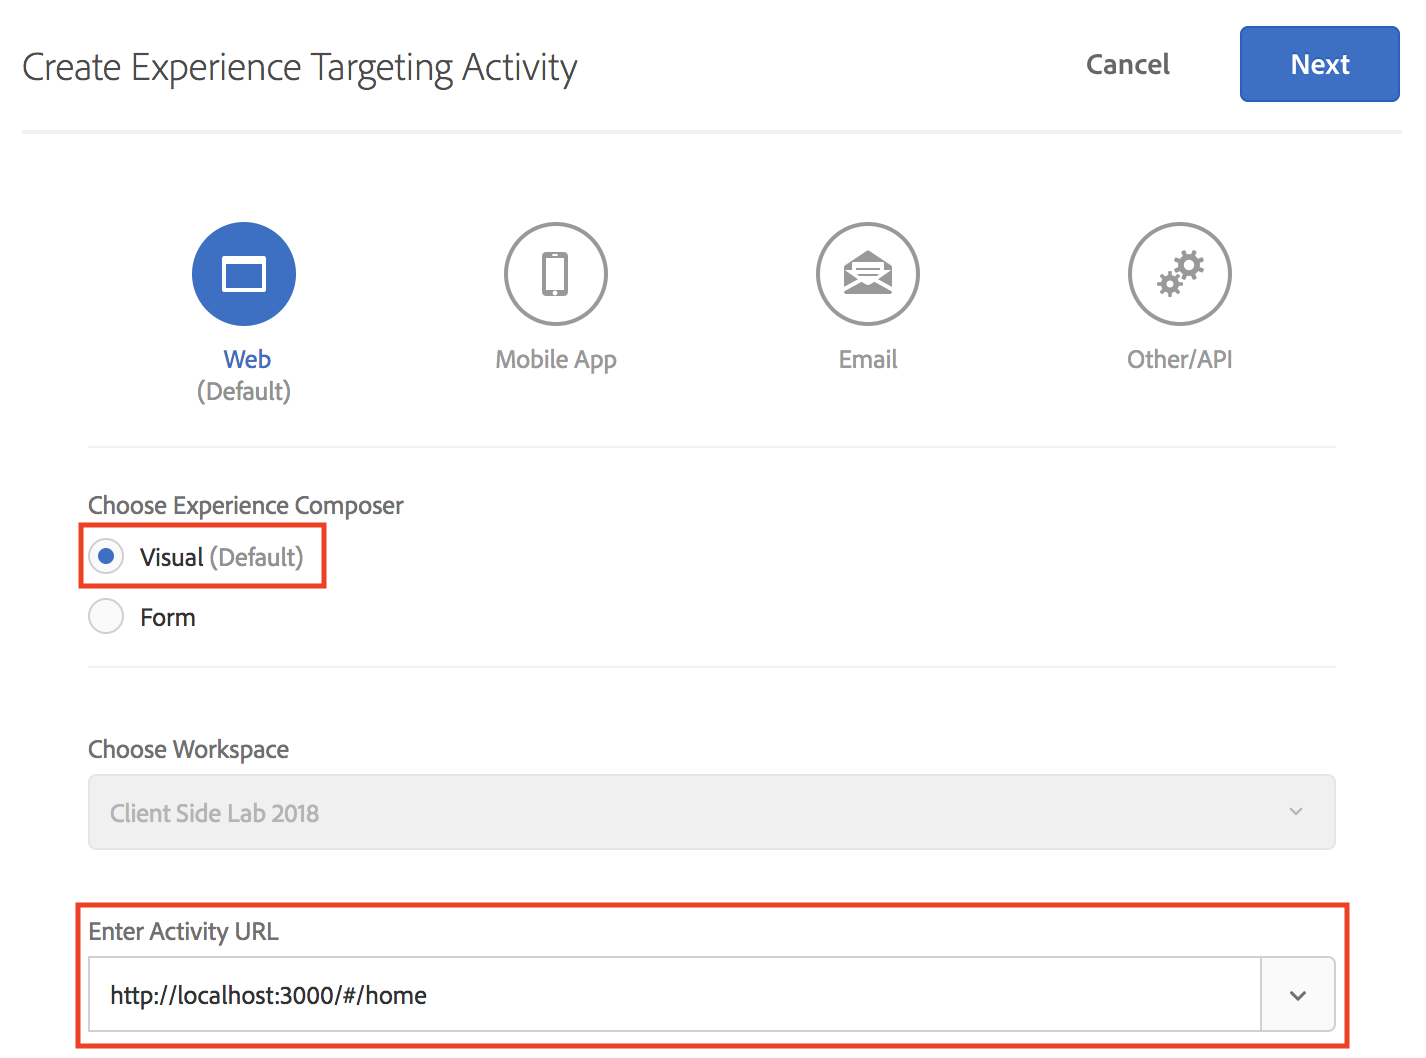 Create Experience Targeting Activity
Cancel
Next
Web
(Default)
Mobile App
Email
Other/API
Choose Experience Composer
Visual (Default)
Form
Choose Workspace
Client Side Lab 2018
Enter Activity URL
http://localhost:3000/#/home